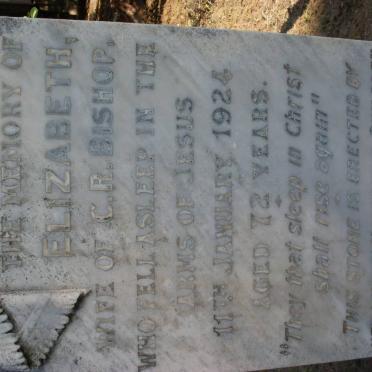 THE MEMORY OF
ELIZABETH,
WIFE OF C.R. BISHOP.
WHO FELL ASLEEP IN THE
ARMS OF JESUS
11TH JANUARY 1924
AGED 72 YEARS.
"They that sleep in Christ
shall rise again"
THIS STONE IS ERECTED BY